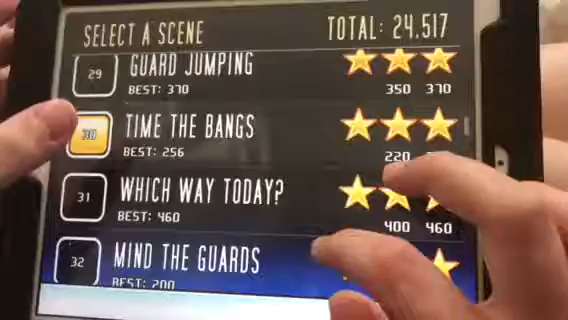 SELECT A SCENE TOTAL: 24,517
29 GUARD JUMPING
BEST: 370 350 370
30 TIME THE BANGS
BEST: 256 220
31 WHICH WAY TODAY?
BEST: 460 400 460
32 MIND THE GUARDS
BEST: 200